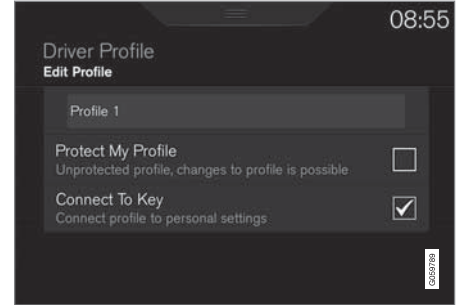 08:55
Driver Profile
Edit Profile
Profile 1
Protect My Profile
Unprotected profile, changes to profile is possible
Connect To Key
Connect profile to personal settings
G059789